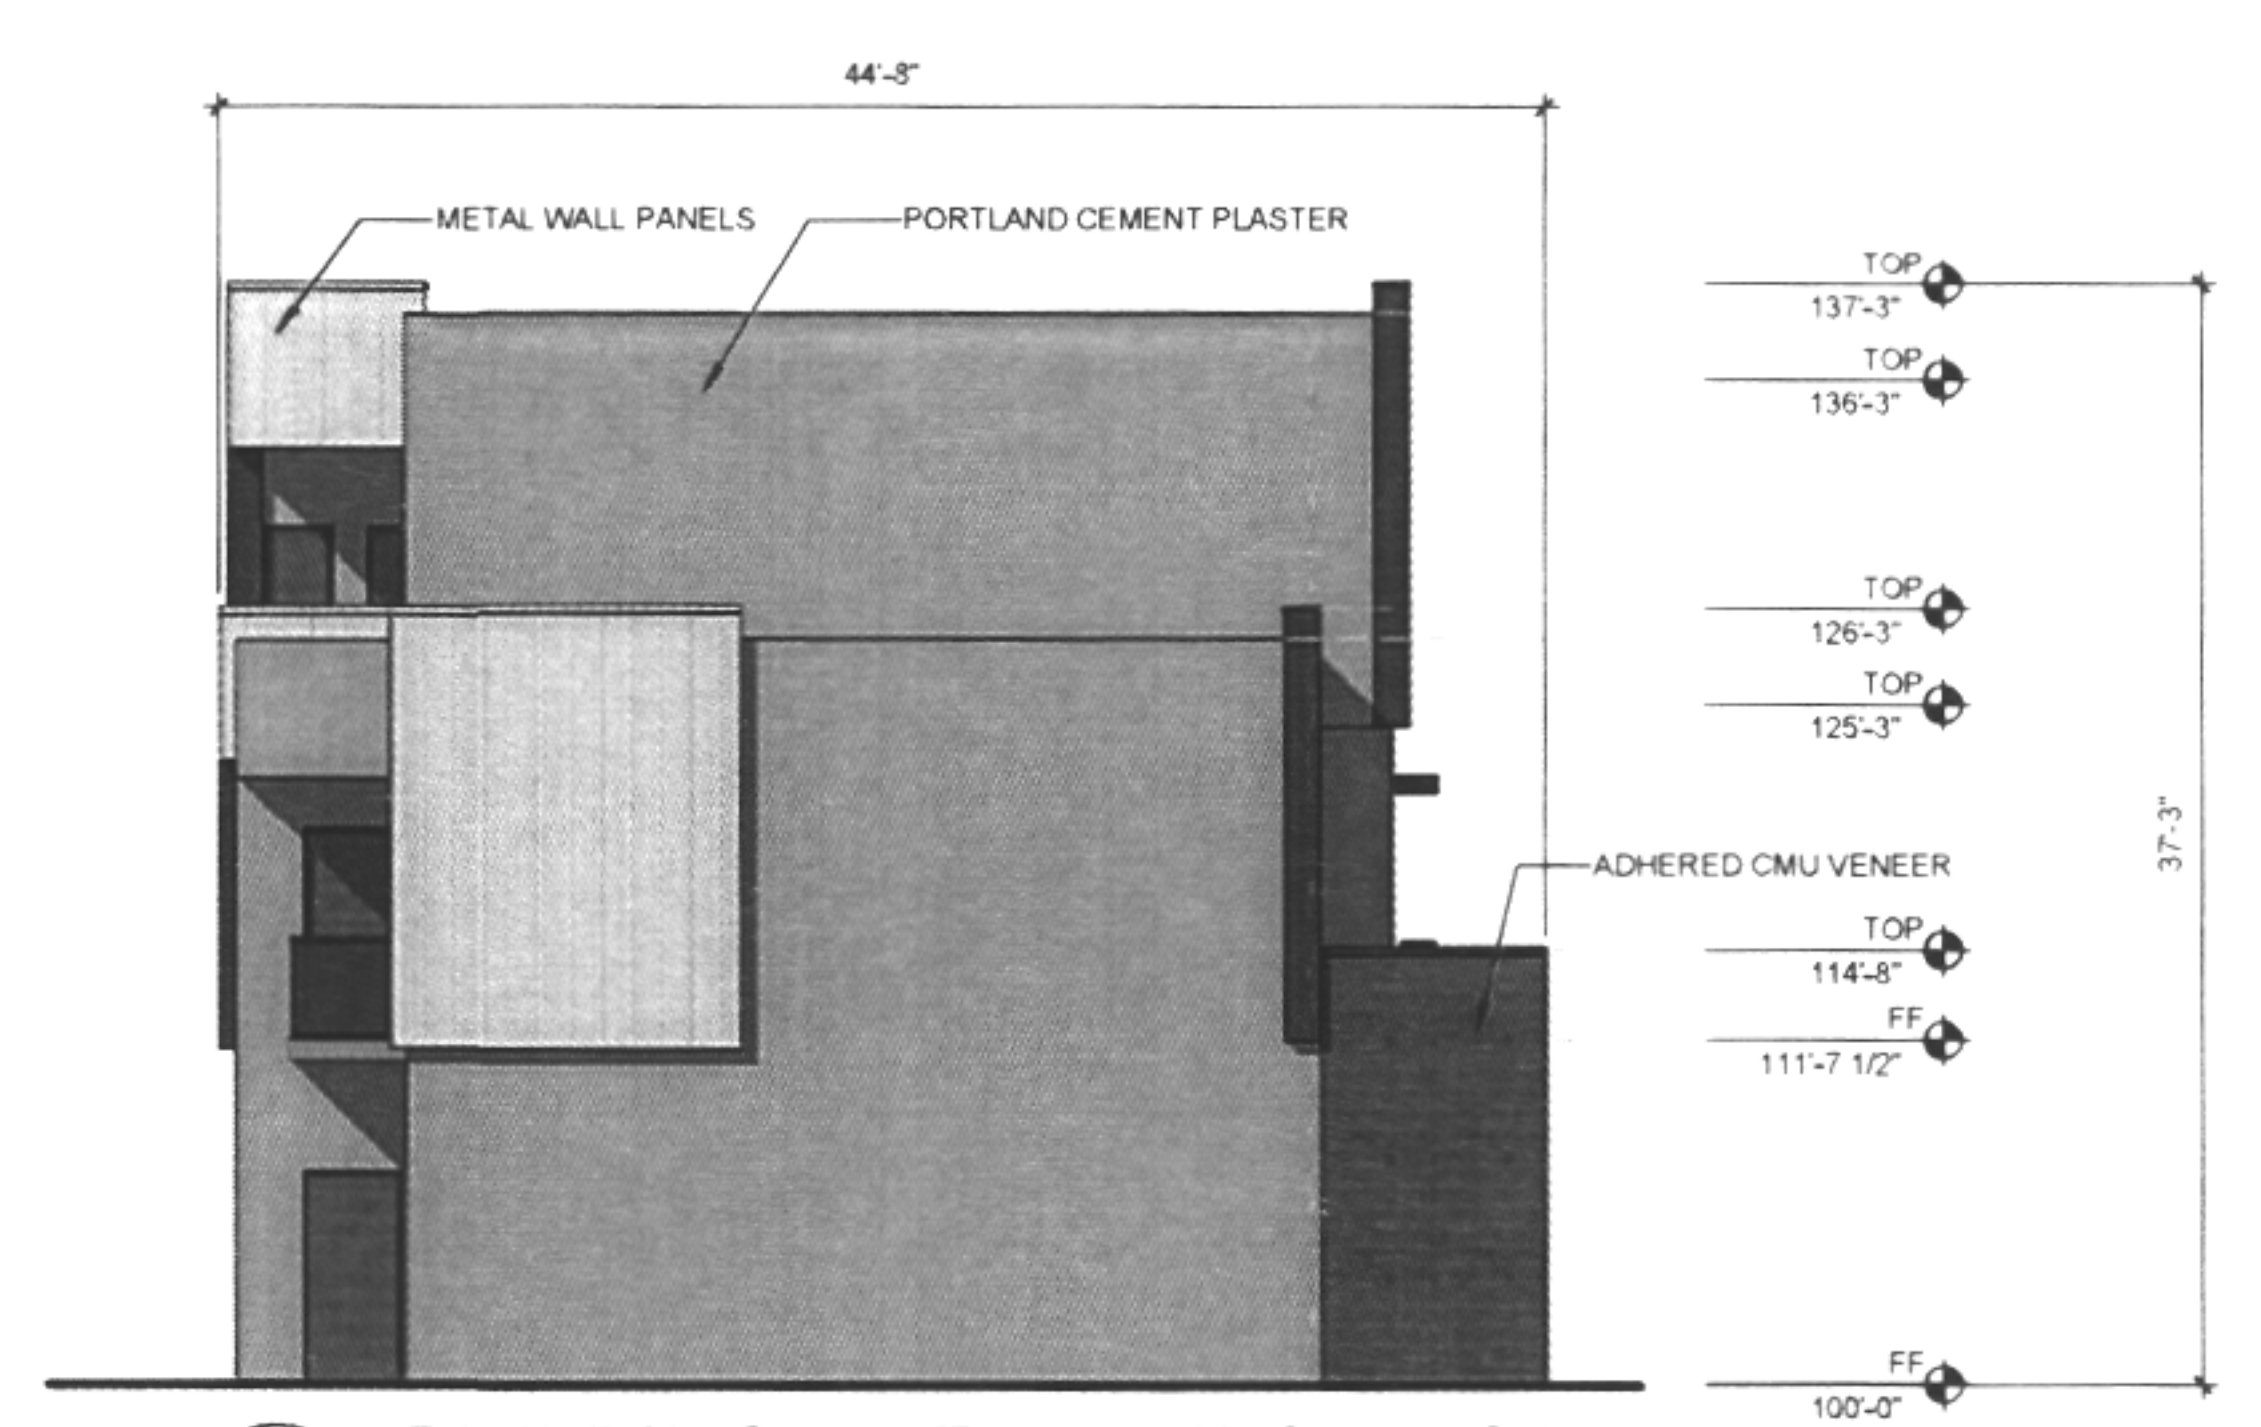 44'-8"
METAL WALL PANELS
PORTLAND CEMENT PLASTER
TOP
137'-3"
TOP
136'-3"
TOP
126'-3"
TOP
125'-3"
37'-3"
ADHERED CMU VENEER
TOP
114'-8"
FF
111'-7 1/2"
FF
100'-0"